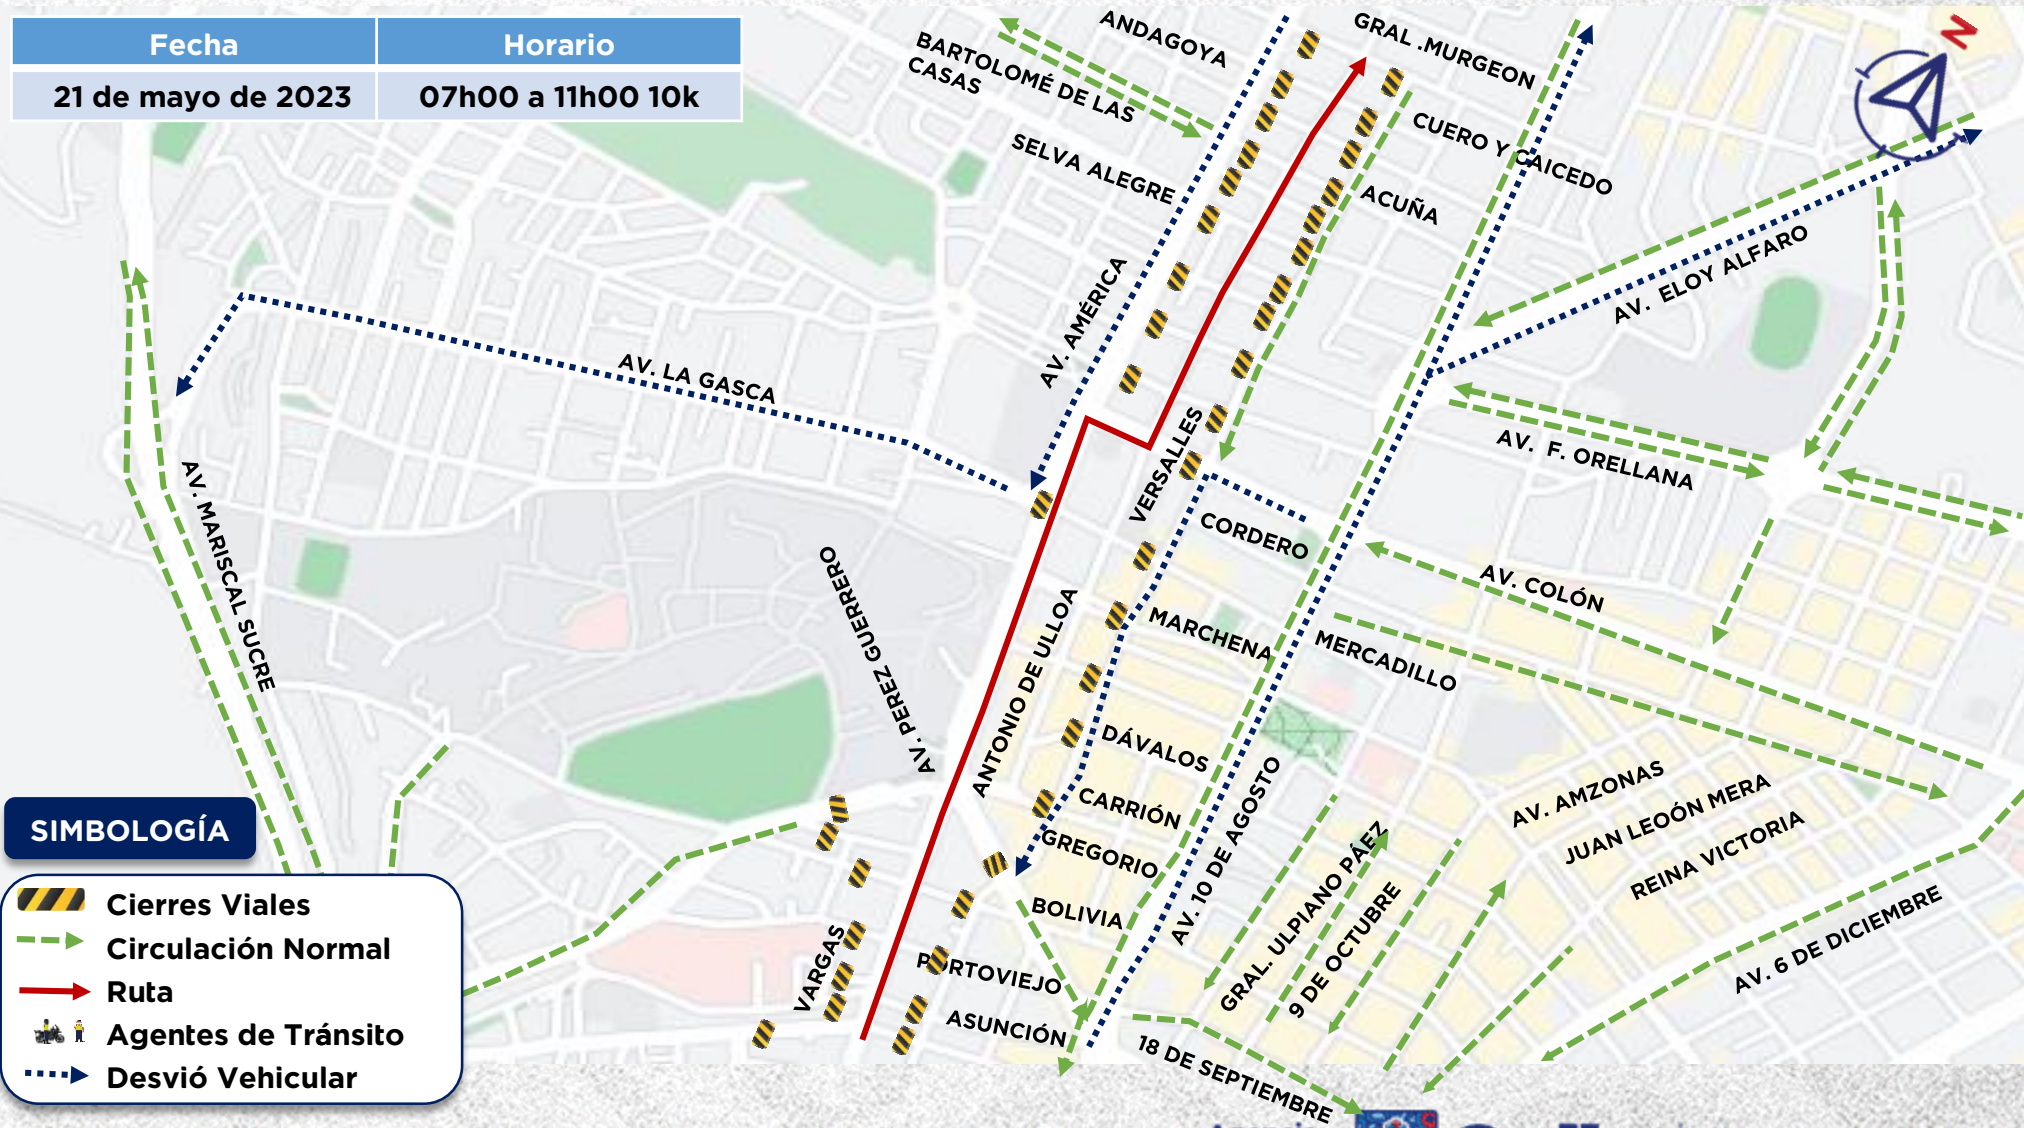 Fecha
Horario
21 de mayo de 2023
07h00 a 11h00 10k
ANDAGOYA
GRAL .MURGEON
BARTOLOMÉ DE LAS
CASAS
N
CUERO Y CAICEDO
SELVA ALEGRE
ACUÑA
AV. ELOY ALFARO
AV. AMÉRICA
AV. LA GASCA
VERSALLES
AV. F. ORELLANA
AV. MARISCAL SUCRE
CORDERO
AV. PEREZ GUERRERO
AV. COLÓN
ANTONIO DE ULLOA
MARCHENA
MERCADILLO
DÁVALOS
AV. AMZONAS
CARRIÓN
AV. 10 DE AGOSTO
JUAN LEOÓN MERA
GREGORIO
REINA VICTORIA
GRAL. ULPIANO PÁEZ
9 DE OCTUBRE
BOLIVIA
AV. 6 DE DICIEMBRE
VARGAS
PORTOVIEJO
ASUNCIÓN
18 DE SEPTIEMBRE
SIMBOLOGÍA
Cierres Viales
Circulación Normal
Ruta
Agentes de Tránsito
Desvió Vehicular